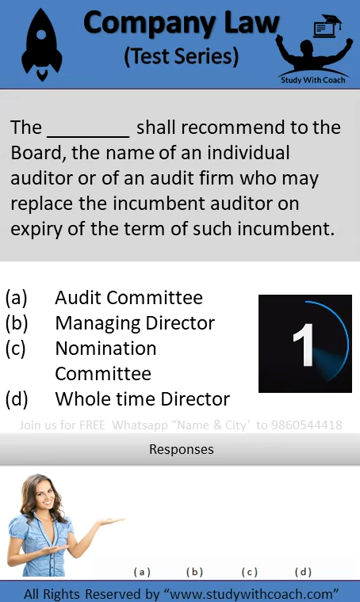 Company Law
(Test Series)
Study With Coach
The ________ shall recommend to the
Board, the name of an individual
auditor or of an audit firm who may
replace the incumbent auditor on
expiry of the term of such incumbent.
(a) Audit Committee
(b) Managing Director
(c) Nomination
Committee
(d) Whole time Director
1
Join us for FREE Whatsapp "Name & City' to 9860544418
Responses
(a) (b) (c) (d)
All Rights Reserved by “www.studywithcoach.com”